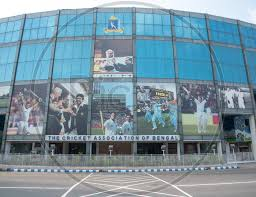 THE CRICKET ASSOCIATION OF BENGAL